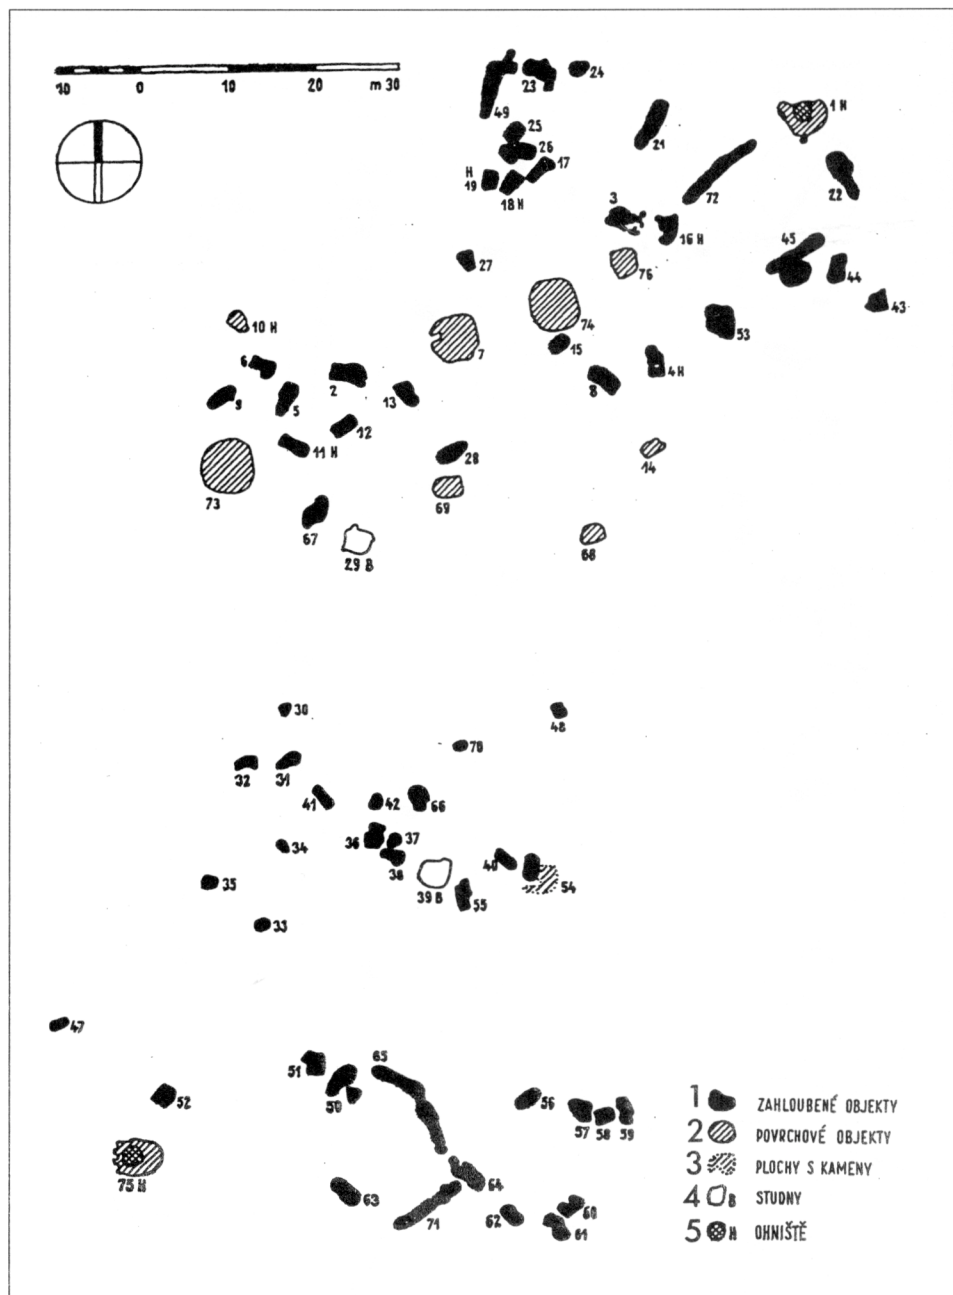 10 0 10 20 m 30
23 24
49 1 H
25 21
26 17
H
19 18 H 72 22
3
16 H 45
27 76 44
43
10 H 74 53
7 15
6 4 H
2 8
9 5 13
12
11 H 28 14
73 69
67 68
29 B
30 48
70
32 31
41 42 66
36 37
34 38 40
35 39 B 55 54
33
47
51 65
52 50 56
57 58 59
75 H 63 64
71 62 60
61
1 ZAHLOUBENÉ OBJEKTY
2 POVRCHOVÉ OBJEKTY
3 PLOCHY S KAMENY
4 B STUDNY
5 H OHNIŠTĚ